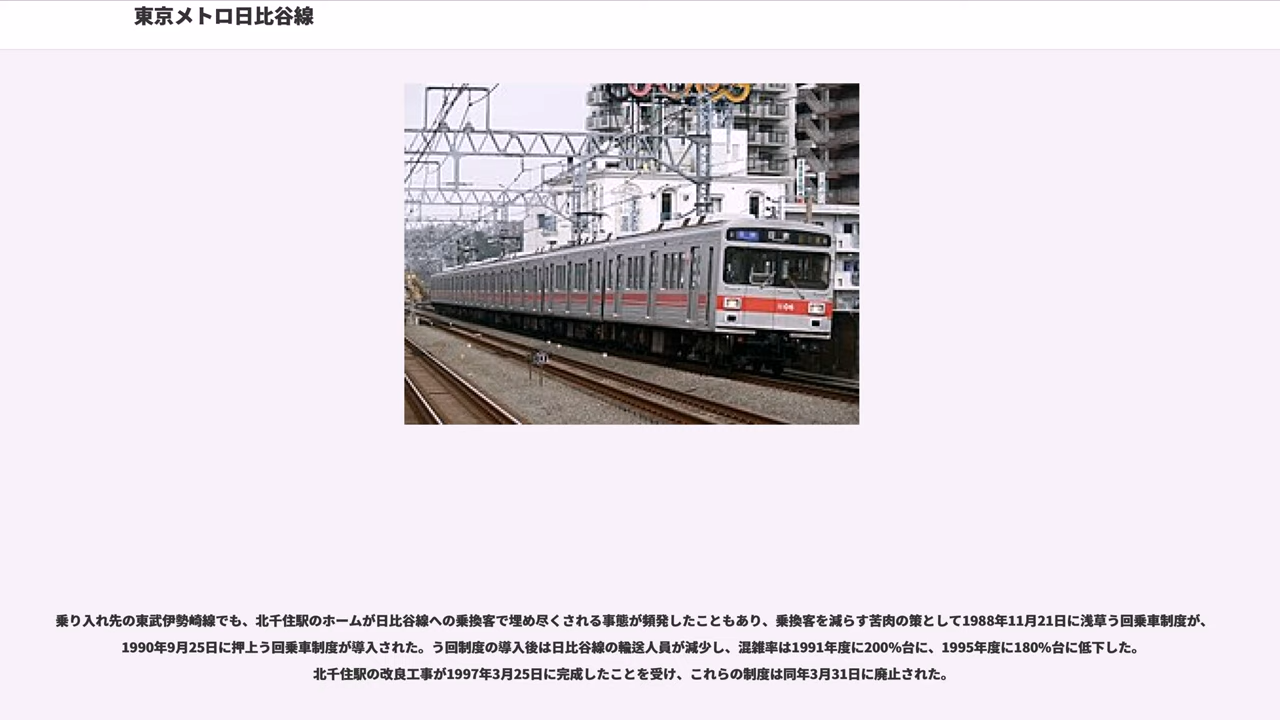 東京メトロ日比谷線
乗り入れ先の東武伊勢崎線でも、北千住駅のホームが日比谷線への乗換客で埋め尽くされる事態が頻発したこともあり、乗換客を減らす苦肉の策として1988年11月21日に浅草う回乗車制度が、
1990年9月25日に押上う回乗車制度が導入された。う回制度の導入後は日比谷線の輸送人員が減少し、混雑率は1991年度に200%台に、1995年度に180%台に低下した。
北千住駅の改良工事が1997年3月25日に完成したことを受け、これらの制度は同年3月31日に廃止された。